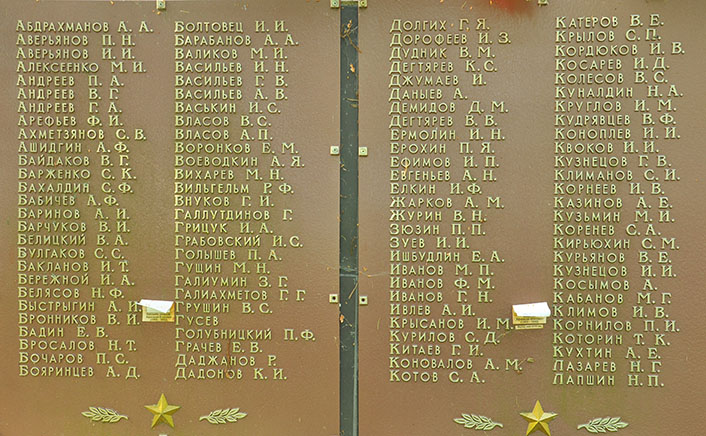 АБДРАХМАНОВ А.А.
АВЕРЬЯНОВ П.Н.
АВЕРЬЯНОВ И.И.
АЛЕКСЕЕНКО М.И.
АНДРЕЕВ П.А.
АНДРЕЕВ В.Г.
АНДРЕЕВ Г.А.
АРЕФЬЕВ Ф.И.
АХМЕТЗЯНОВ С.В.
АШИДГИН А.Ф.
БАЙДАКОВ В.Г.
БАРЖЕНКО С.К.
БАХАЛДИН С.Ф.
БАБИЧЕВ А.Ф.
БАРИНОВ А.И.
БАРЧУКОВ В.И.
БЕЛИЦКИЙ В.А.
БУЛГАКОВ С.С.
БАКЛАНОВ И.Т.
БЕРЕЖНОЙ И.А.
БЕЛЯСОВ Н.Ф.
БЫСТРЫГИН А.И.
БРОННИКОВ В.И.
БАДИН Е.В.
БРОСАЛОВ Н.Т.
БОЧАРОВ П.С.
БОЯРИНЦЕВ А.Д.
БОЛТОВЕЦ И.И.
БАРАБАНОВ А.А.
ВАЛИКОВ М.И.
ВАСИЛЬЕВ И.Н.
ВАСИЛЬЕВ Г.В.
ВАСИЛЬЕВ А.В.
ВАСЬКИН И.С.
ВЛАСОВ В.С.
ВЛАСОВ А.П.
ВОРОНКОВ Е.М.
ВОЕВОДКИН А.Я.
ВИХАРЕВ М.Н.
ВИЛЬГЕЛЬМ Р.Ф.
ВНУКОВ Г.И.
ГАЛЛУТДИНОВ Г.
ГРИЦУК И.А.
ГРАБОВСКИЙ И.С.
ГОЛЫШЕВ П.А.
ГУЩИН М.Н.
ГАЛИУМИН З.Г.
ГАЛИАХМЕТОВ Г.Г.
ГРУШИН В.С.
ГУСЕВ
ГОЛУБНИЦКИЙ П.Ф.
ГРАЧЕВ Е.В.
ДАДЖАНОВ Р.
ДАДОНОВ К.И.
ДОЛГИХ Г.Я.
ДОРОФЕЕВ И.З.
ДУДНИК В.М.
ДЕГТЯРЕВ К.С.
ДЖУМАЕВ И.
ДАНЫЕВ А.
ДЕМИДОВ Д.М.
ДЕГТЯРЕВ В.В.
ЕРМОЛИН И.Н.
ЕРОХИН П.Я.
ЕФИМОВ И.П.
ЕВГЕНЬЕВ А.Н.
ЕЛКИН И.Ф.
ЖАРКОВ А.М.
ЖУРИН В.Н.
ЗЮЗИН П.П.
ЗУЕВ И.И.
ИШБУДЛИН Е.А.
ИВАНОВ М.П.
ИВАНОВ Ф.М.
ИВАНОВ Г.Н.
ИВЛЕВ А.И.
КРЫСАНОВ И.М.
КУРИЛОВ С.Д.
КИТАЕВ Г.И.
КОНОВАЛОВ А.М.
КОТОВ С.А.
КАТЕРОВ В.Е.
КРЫЛОВ С.П.
КОРДЮКОВ И.В.
КОСАРЕВ И.Д.
КОЛЕСОВ В.С.
КУНАЛДИН Н.А.
КРУГЛОВ И.М.
КУДРЯВЦЕВ В.Ф.
КОНОПЛЕВ И.И.
КВОКОВ И.И.
КУЗНЕЦОВ Г.В.
КЛИМАНОВ С.И.
КОРНЕЕВ И.В.
КАЗИНОВ А.Е.
КУЗЬМИН М.И.
КОРЕНЕВ С.А.
КИРЬЮХИН С.М.
КУРЬЯНОВ В.Е.
КУЗНЕЦОВ И.И.
КОСЫМОВ А.
КАБАНОВ М.Г.
КЛИМОВ И.В.
КОРНИЛОВ П.И.
КОТОРИН Т.К.
КУХТИН А.Е.
ЛАЗАРЕВ Н.Г.
ЛАПШИН Н.П.